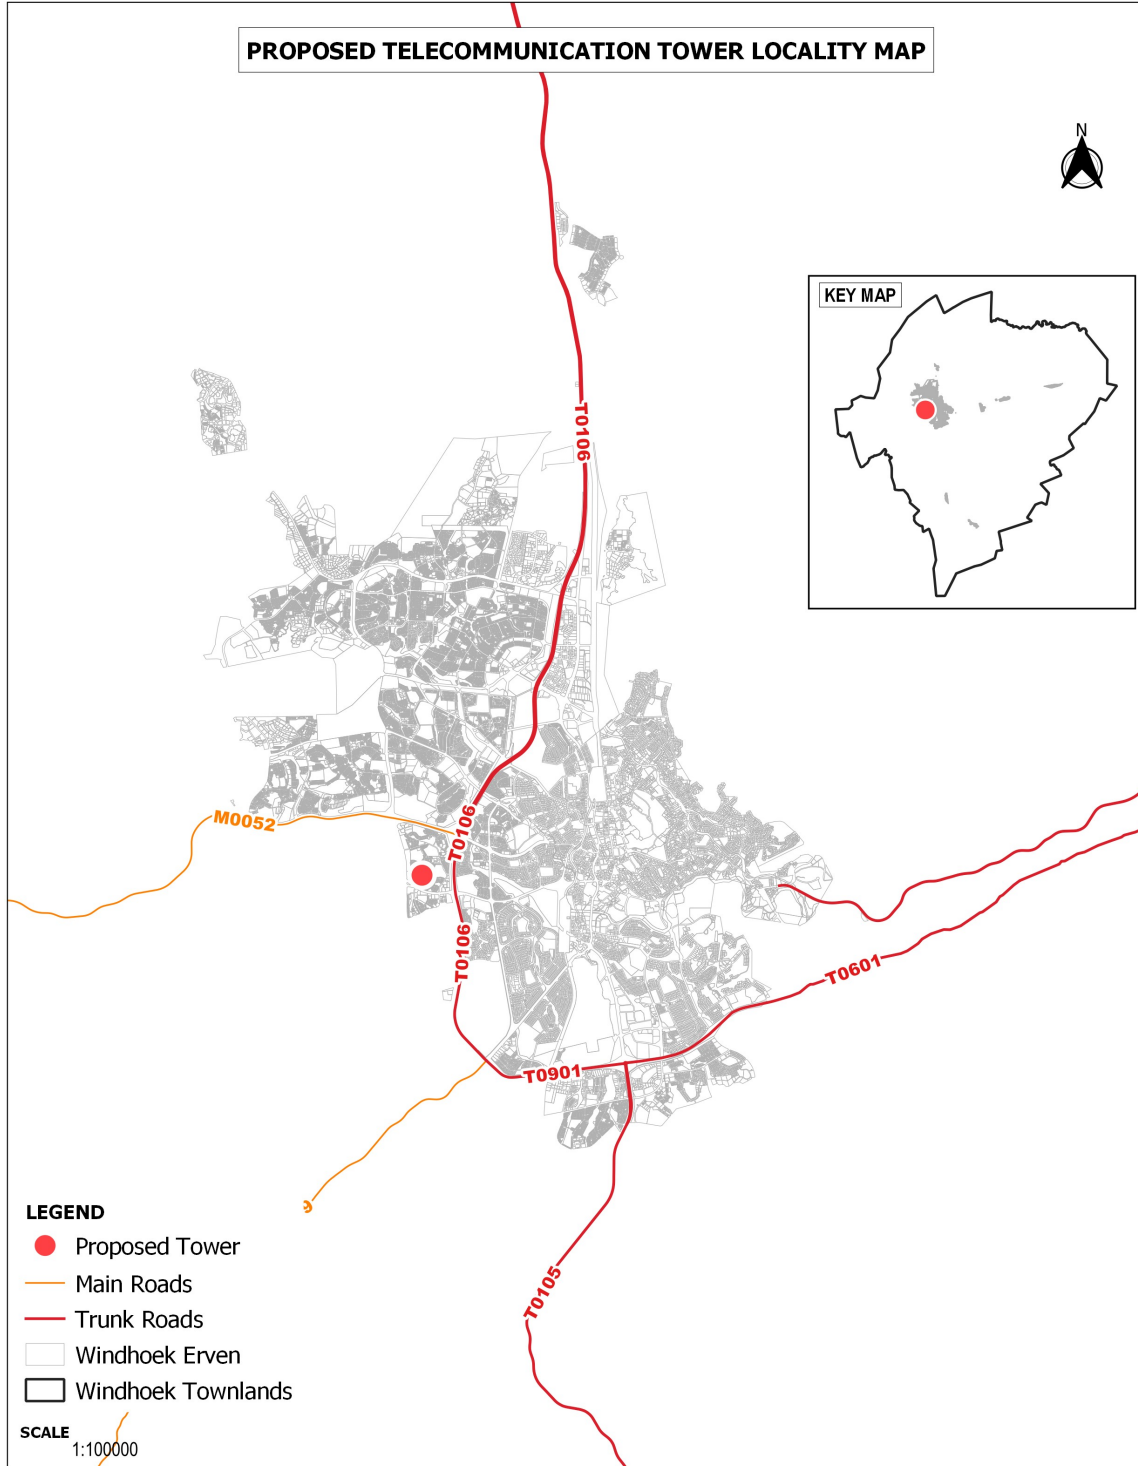 PROPOSED TELECOMMUNICATION TOWER LOCALITY MAP
N
KEY MAP
T0106
M0052
T0106
T0106
T0601
T0901
9
T0105
LEGEND
Proposed Tower
Main Roads
Trunk Roads
Windhoek Erven
Windhoek Townlands
SCALE
1:100000